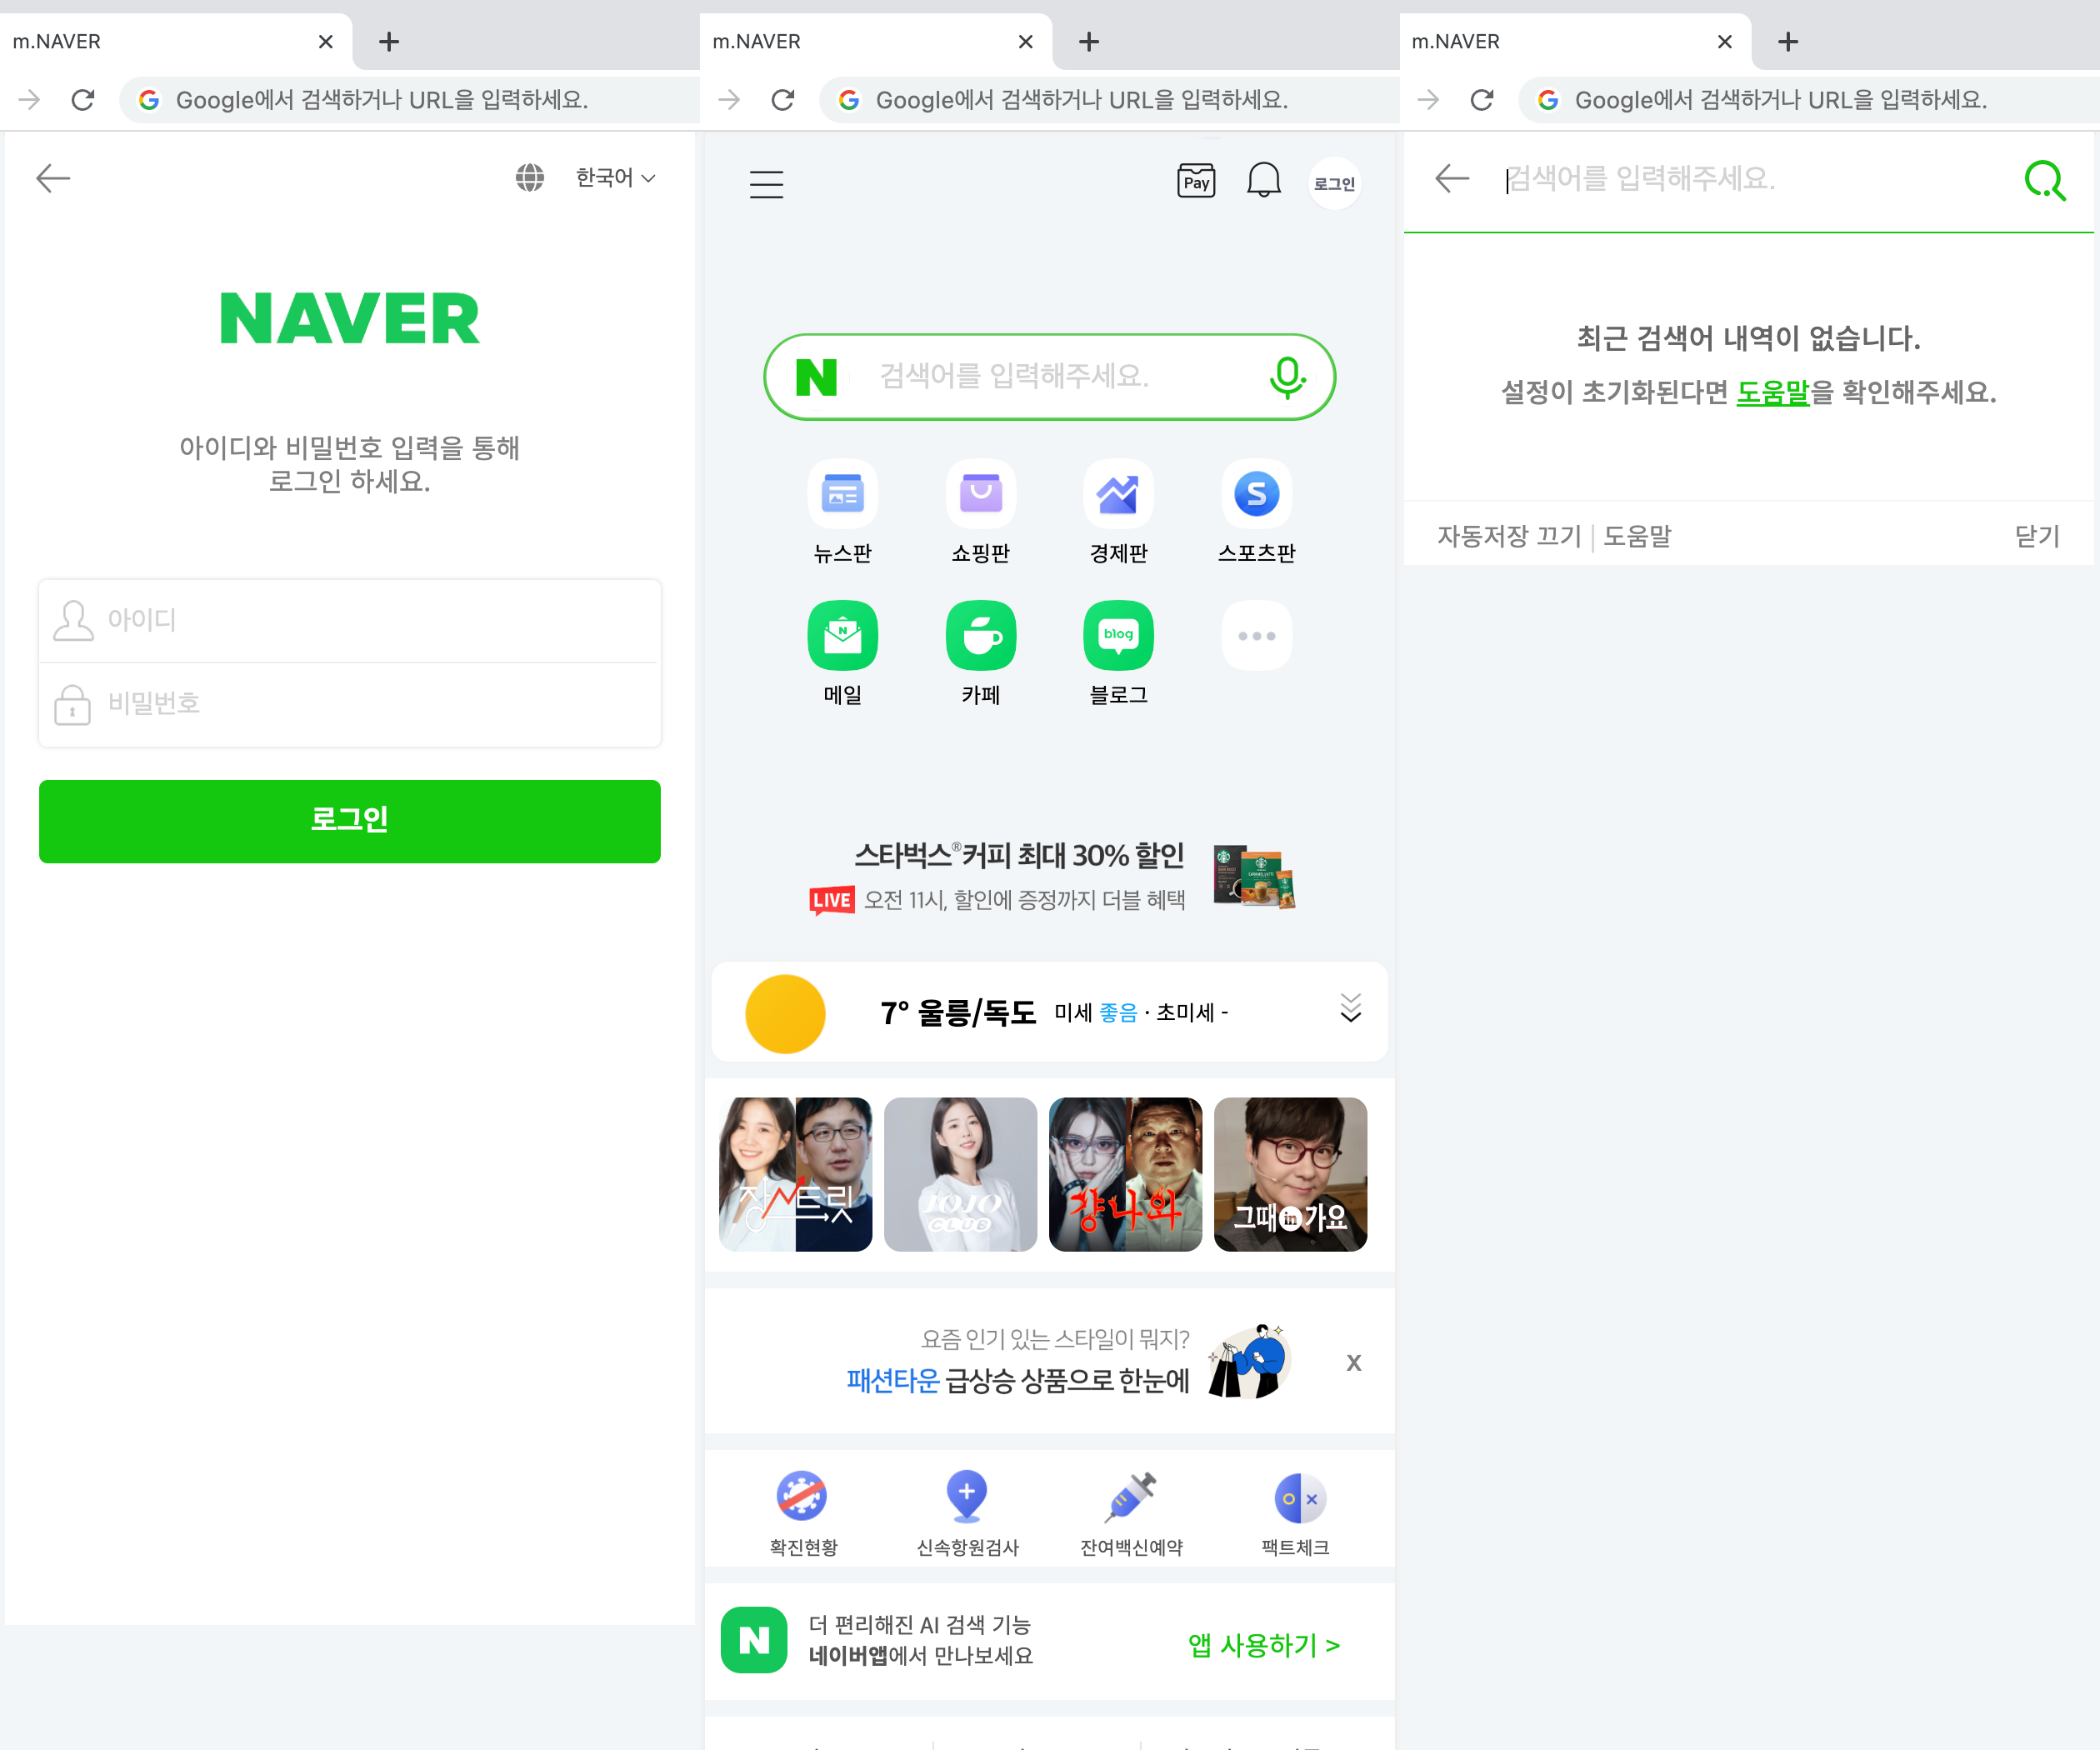 m.NAVER
Google에서 검색하거나 URL을 입력하세요.
한국어
NAVER
아이디와 비밀번호 입력을 통해
로그인 하세요.
아이디
비밀번호
로그인
m.NAVER
Google에서 검색하거나 URL을 입력하세요.
Pay
로그인
N
검색어를 입력해주세요.
뉴스판 쇼핑판 경제판 스포츠판
blog
메일 카페 블로그
스타벅스®커피 최대 30% 할인
LIVE 오전 11시, 할인에 증정까지 더블 혜택
7° 울릉/독도 미세 좋음 · 초미세 -
장스트릿
JOJO
CLUB
걍나와
그때in가요
요즘 인기 있는 스타일이 뭐지?
패션타운 급상승 상품으로 한눈에
X
확진현황 신속항원검사 잔여백신예약 팩트체크
N
더 편리해진 AI 검색 기능
네이버앱에서 만나보세요
앱 사용하기 >
m.NAVER
Google에서 검색하거나 URL을 입력하세요.
검색어를 입력해주세요.
최근 검색어 내역이 없습니다.
설정이 초기화된다면 도움말을 확인해주세요.
자동저장 끄기 | 도움말
닫기